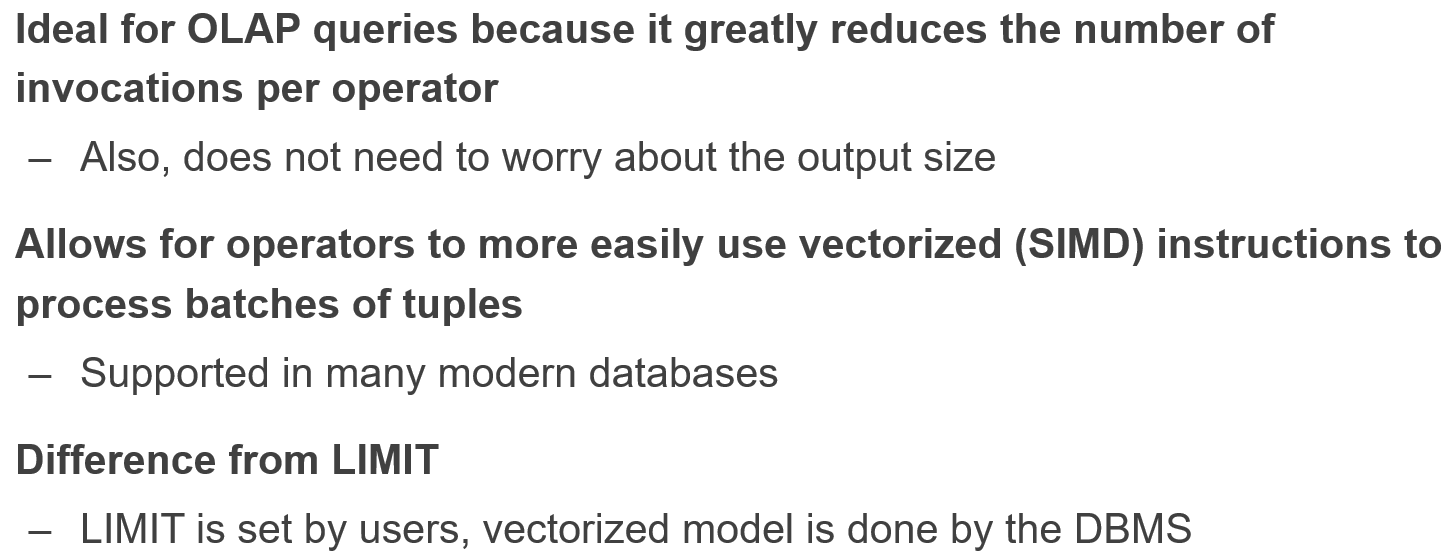 Ideal for OLAP queries because it greatly reduces the number of
invocations per operator
– Also, does not need to worry about the output size
Allows for operators to more easily use vectorized (SIMD) instructions to
process batches of tuples
– Supported in many modern databases
Difference from LIMIT
– LIMIT is set by users, vectorized model is done by the DBMS